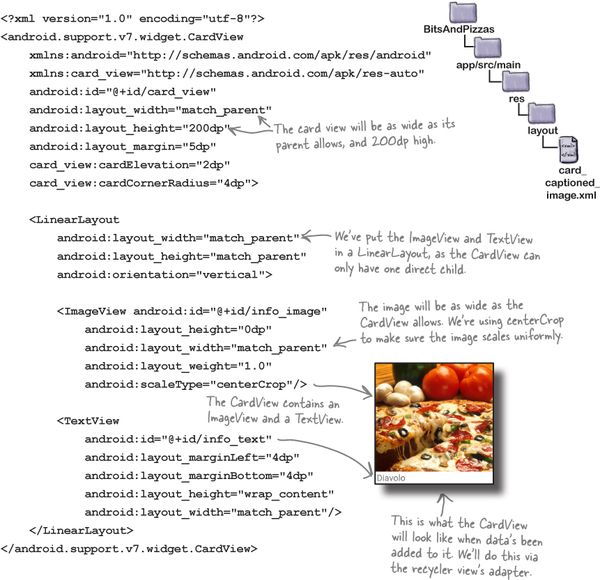 <?xml version="1.0" encoding="utf-8"?>
<android.support.v7.widget.CardView
xmlns:android="http://schemas.android.com/apk/res/android"
xmlns:card_view="http://schemas.android.com/apk/res-auto"
android:id="@+id/card_view"
android:layout_width="match_parent"
android:layout_height="200dp"
android:layout_margin="5dp"
card_view:cardElevation="2dp"
card_view:cardCornerRadius="4dp">
The card view will be as wide as its
parent allows, and 200dp high.
BitsAndPizzas
app/src/main
res
layout
card_
captioned_
image.xml
<LinearLayout
android:layout_width="match_parent"
android:layout_height="match_parent"
android:orientation="vertical">
We've put the ImageView and TextView
in a LinearLayout, as the CardView can
only have one direct child.
<ImageView android:id="@+id/info_image"
android:layout_height="0dp"
android:layout_width="match_parent"
android:layout_weight="1.0"
android:scaleType="centerCrop"/>
The image will be as wide as the
CardView allows. We're using centerCrop
to make sure the image scales uniformly.
The CardView contains an
ImageView and a TextView.
<TextView
android:id="@+id/info_text"
android:layout_marginLeft="4dp"
android:layout_marginBottom="4dp"
android:layout_height="wrap_content"
android:layout_width="match_parent"/>
</LinearLayout>
</android.support.v7.widget.CardView>
Diavolo
This is what the CardView
will look like when data's been
added to it. We'll do this via
the recycler view's adapter.